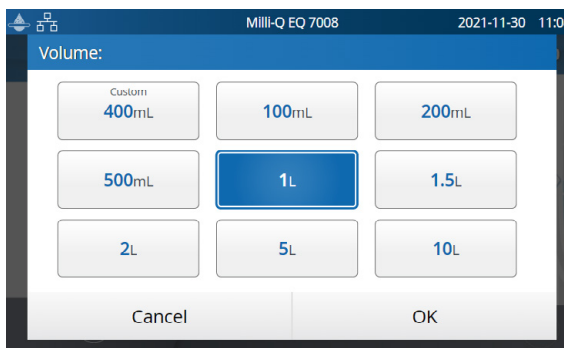 Milli-Q EQ 7008 2021-11-30 11:0
Volume:
Custom
400mL 100mL 200mL
500mL 1L 1.5L
2L 5L 10L
Cancel OK